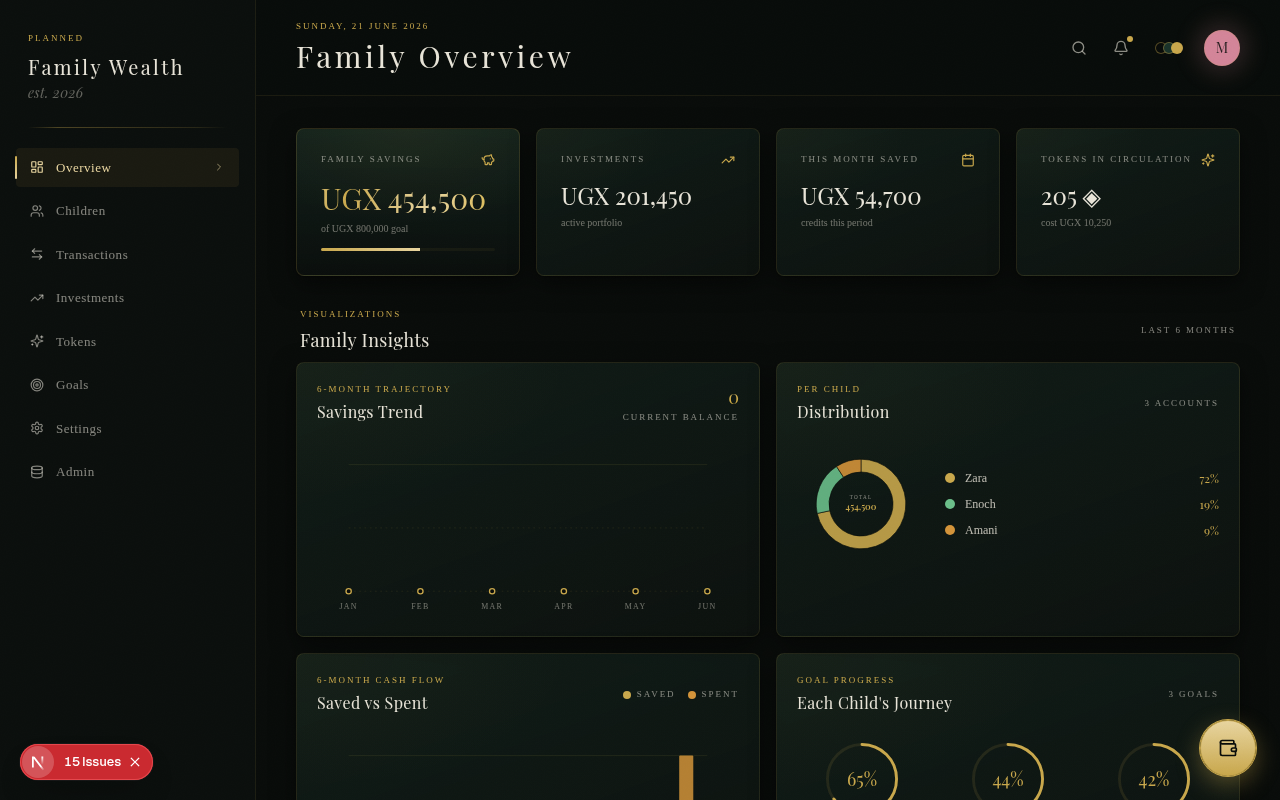 PLANNED
Family Wealth
est. 2026
Overview
Children
Transactions
Investments
Tokens
Goals
Settings
Admin
15 Issues
SUNDAY, 21 JUNE 2026
Family Overview
M
FAMILY SAVINGS
UGX 454,500
of UGX 800,000 goal
INVESTMENTS
UGX 201,450
active portfolio
THIS MONTH SAVED
UGX 54,700
credits this period
TOKENS IN CIRCULATION
205 ◈
cost UGX 10,250
VISUALIZATIONS
Family Insights
LAST 6 MONTHS
6-MONTH TRAJECTORY
Savings Trend
0
CURRENT BALANCE
JAN FEB MAR APR MAY JUN
PER CHILD
Distribution
3 ACCOUNTS
TOTAL
454,500
Zara 72%
Enoch 19%
Amani 9%
6-MONTH CASH FLOW
Saved vs Spent
SAVED SPENT
GOAL PROGRESS
Each Child's Journey
3 GOALS
65% 44% 42%